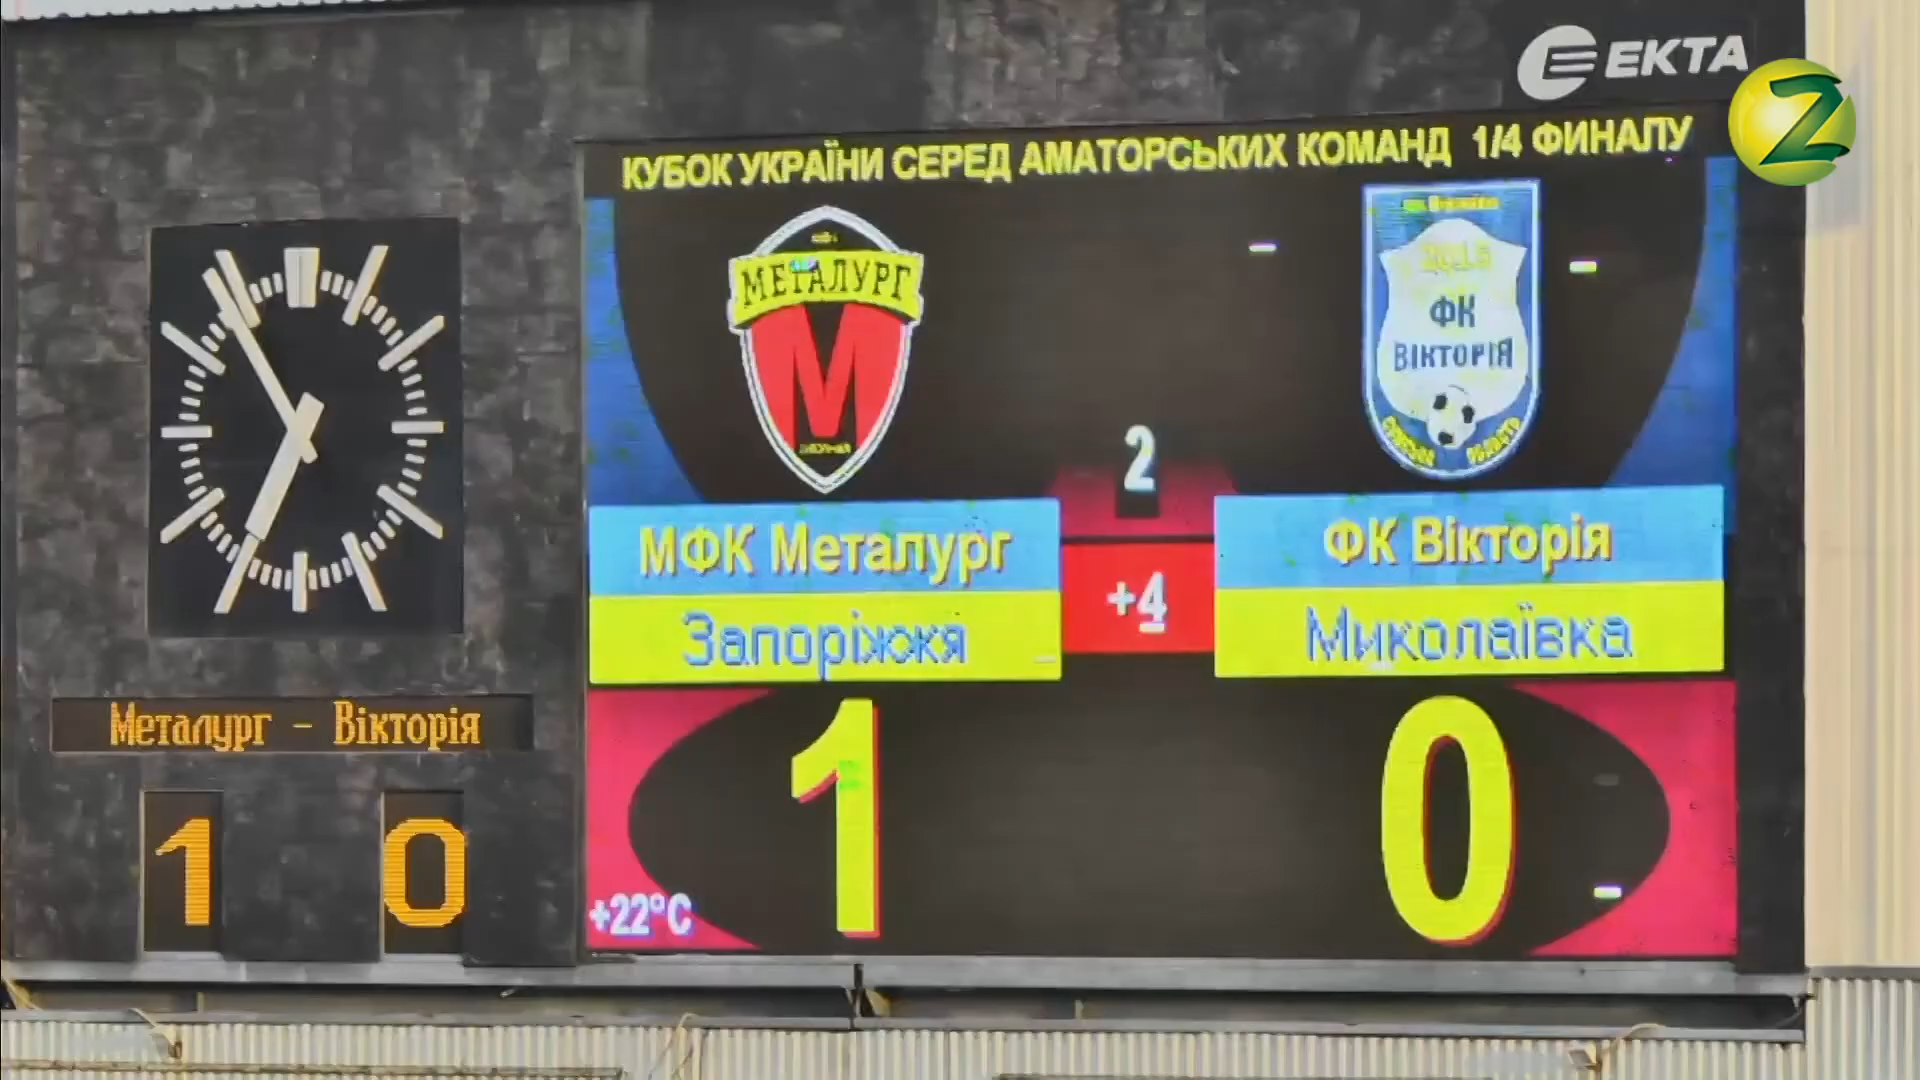 ЕКТА
Z
КУБОК УКРАЇНИ СЕРЕД АМАТОРСЬКИХ КОМАНД 1/4 ФИНАЛУ
МЕТАЛУРГ
М
2015
ФК
ВІКТОРІЯ
2
МФК Металург
Запоріжжя
+4
ФК Вікторія
Миколаївка
Металург - Вікторія
1 0
1 0
+22°C